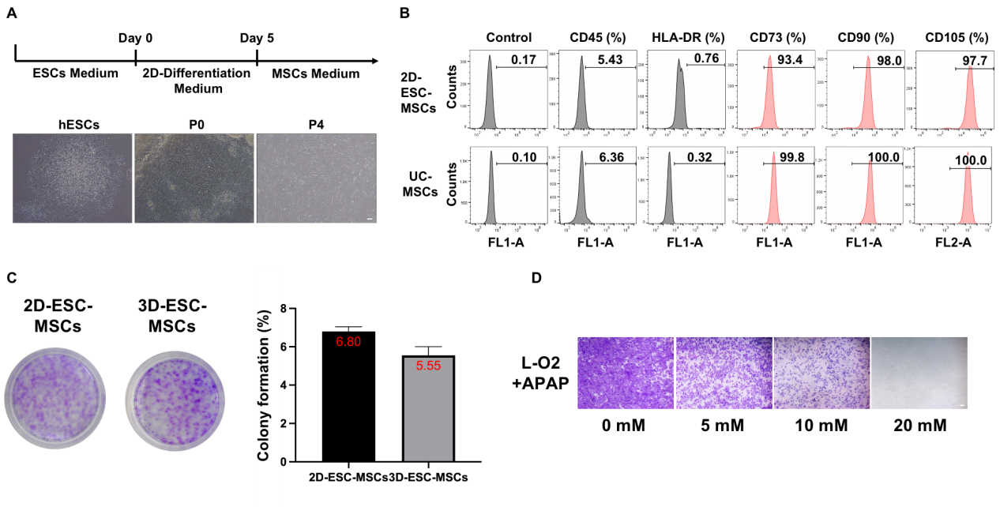 A
Day 0 Day 5
ESCs Medium 2D-Differentiation Medium MSCs Medium
hESCs P0 P4
B
Control CD45 (%) HLA-DR (%) CD73 (%) CD90 (%) CD105 (%)
2D-ESC-MSCs
Counts
0.17 5.43 0.76 93.4 98.0 97.7
UC-MSCs
Counts
0.10 6.36 0.32 99.8 100.0 100.0
FL1-A FL1-A FL1-A FL1-A FL1-A FL2-A
C
2D-ESC-MSCs
3D-ESC-MSCs
Colony formation (%)
8
6
4
2
0
6.80
5.55
2D-ESC-MSCs 3D-ESC-MSCs
D
L-O2
+APAP
0 mM 5 mM 10 mM 20 mM